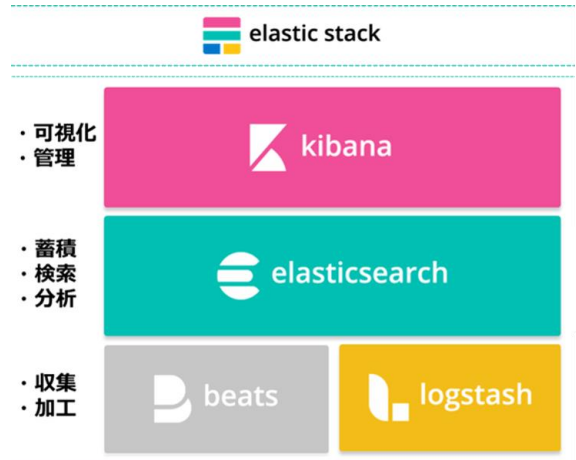 elastic stack
・可視化
・管理
kibana
・蓄積
・検索
・分析
elasticsearch
・収集
・加工
beats
logstash